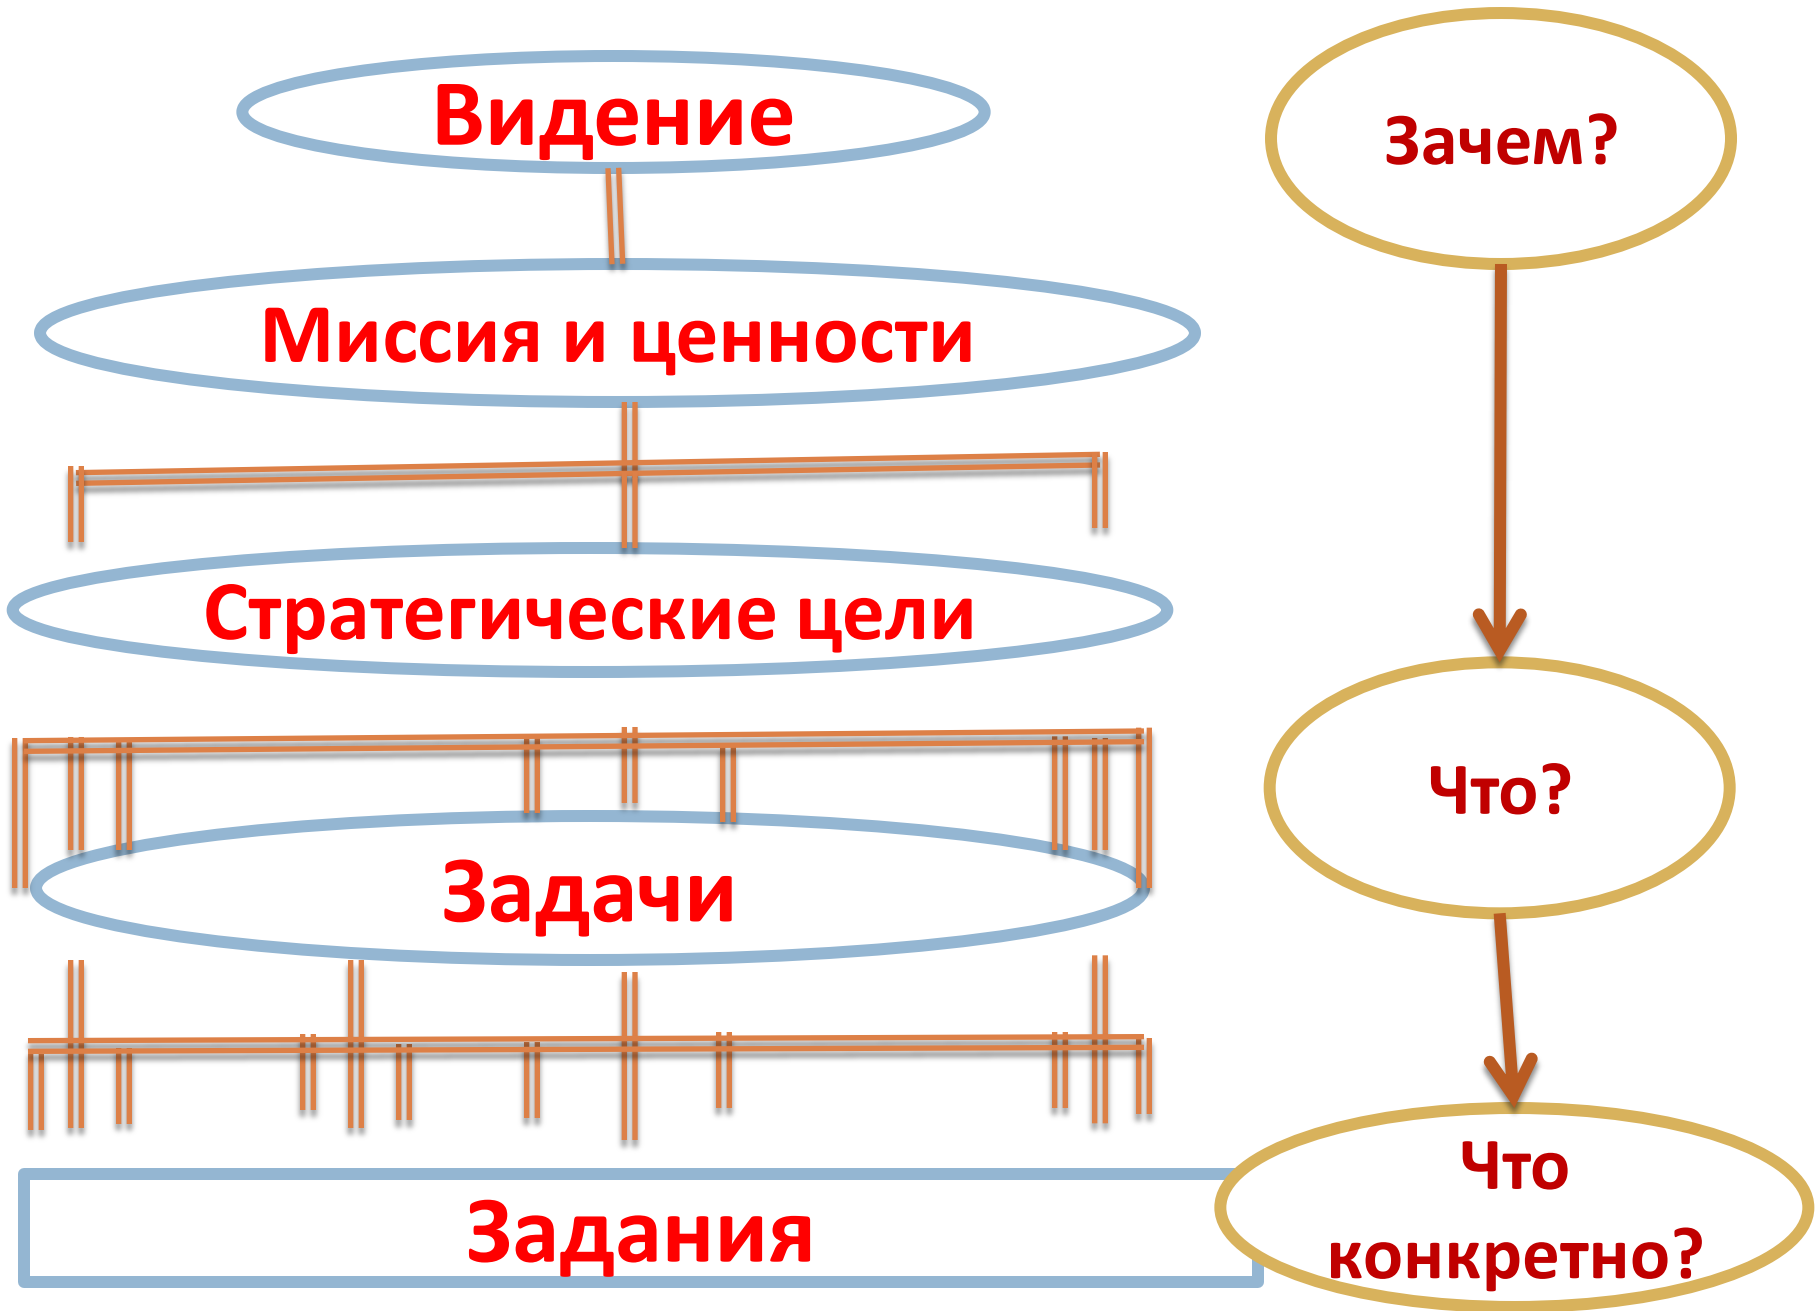 Видение
Зачем?
Миссия и ценности
Стратегические цели
Что?
Задачи
Что
конкретно?
Задания